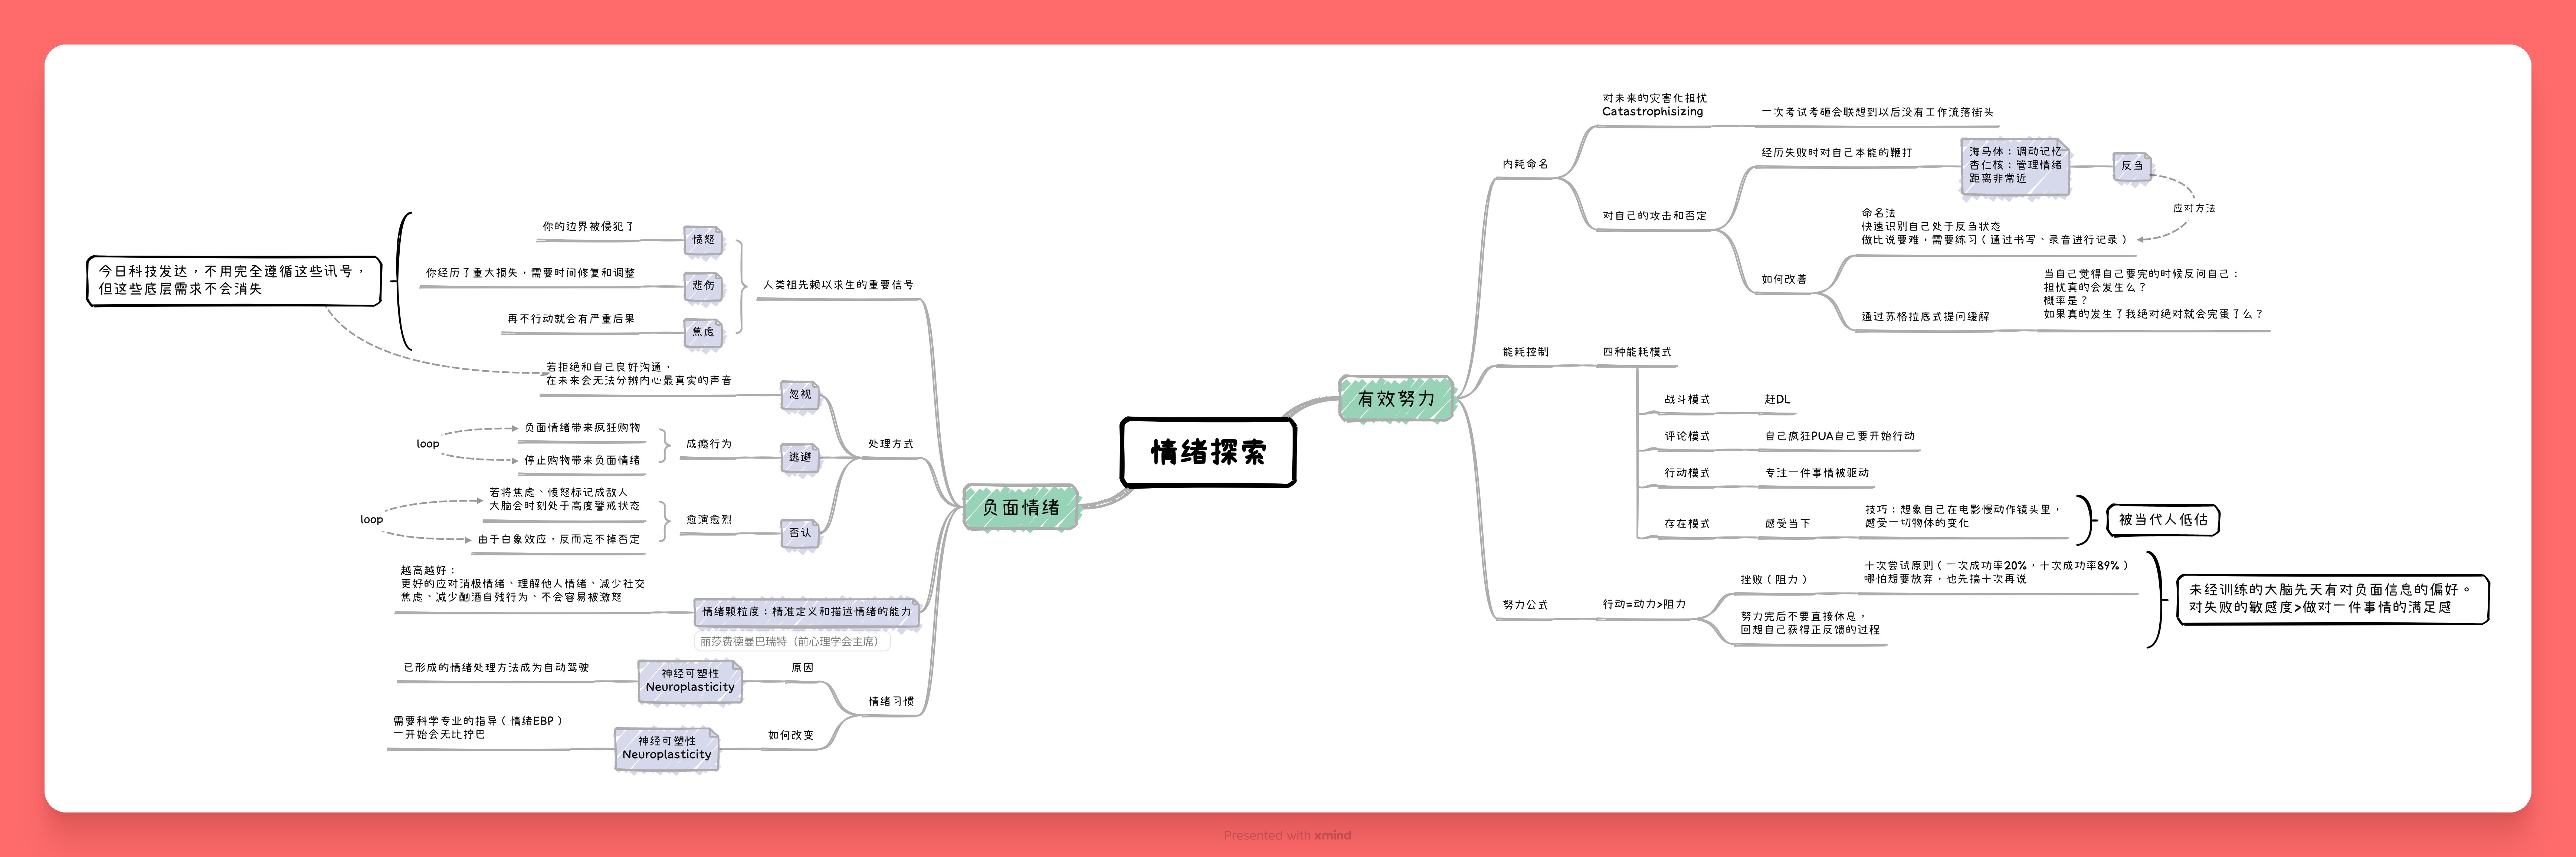 情绪探索
有效努力
内耗命名
对未来的灾害化担忧
Catastrophisizing
一次考试考砸会联想到以后没有工作流落街头
对自己的攻击和否定
经历失败时对自己本能的鞭打
海马体：调动记忆
杏仁核：管理情绪
距离非常近
反刍
应对方法
如何改善
命名法
快速识别自己处于反刍状态
做比说要难，需要练习（通过书写、录音进行记录）
通过苏格拉底式提问缓解
当自己觉得自己要完的时候反问自己：
担忧真的会发生么？
概率是？
如果真的发生了我绝对绝对就会完蛋了么？
能耗控制
四种能耗模式
战斗模式
赶DL
评论模式
自己疯狂PUA自己要开始行动
行动模式
专注一件事情被驱动
存在模式
感受当下
技巧：想象自己在电影慢动作镜头里，
感受一切物体的变化
被当代人低估
努力公式
行动=动力>阻力
挫败（阻力）
十次尝试原则（一次成功率20%，十次成功率89%）
哪怕想要放弃，也先搞十次再说
努力完后不要直接休息，
回想自己获得正反馈的过程
未经训练的大脑先天有对负面信息的偏好。
对失败的敏感度>做对一件事情的满足感
负面情绪
人类祖先赖以求生的重要信号
愤怒
你的边界被侵犯了
悲伤
你经历了重大损失，需要时间修复和调整
焦虑
再不行动就会有严重后果
今日科技发达，不用完全遵循这些讯号，
但这些底层需求不会消失
处理方式
忽视
若拒绝和自己良好沟通，
在未来会无法分辨内心最真实的声音
逃避
成瘾行为
负面情绪带来疯狂购物
停止购物带来负面情绪
loop
否认
愈演愈烈
若将焦虑、愤怒标记成敌人
大脑会时刻处于高度警戒状态
由于白象效应，反而忘不掉否定
loop
情绪颗粒度：精准定义和描述情绪的能力
丽莎费德曼巴瑞特（前心理学会主席）
越高越好：
更好的应对消极情绪、理解他人情绪、减少社交
焦虑、减少酗酒自残行为、不会容易被激怒
情绪习惯
原因
神经可塑性
Neuroplasticity
已形成的情绪处理方法成为自动驾驶
如何改变
神经可塑性
Neuroplasticity
需要科学专业的指导（情绪EBP）
一开始会无比拧巴
Presented with xmind